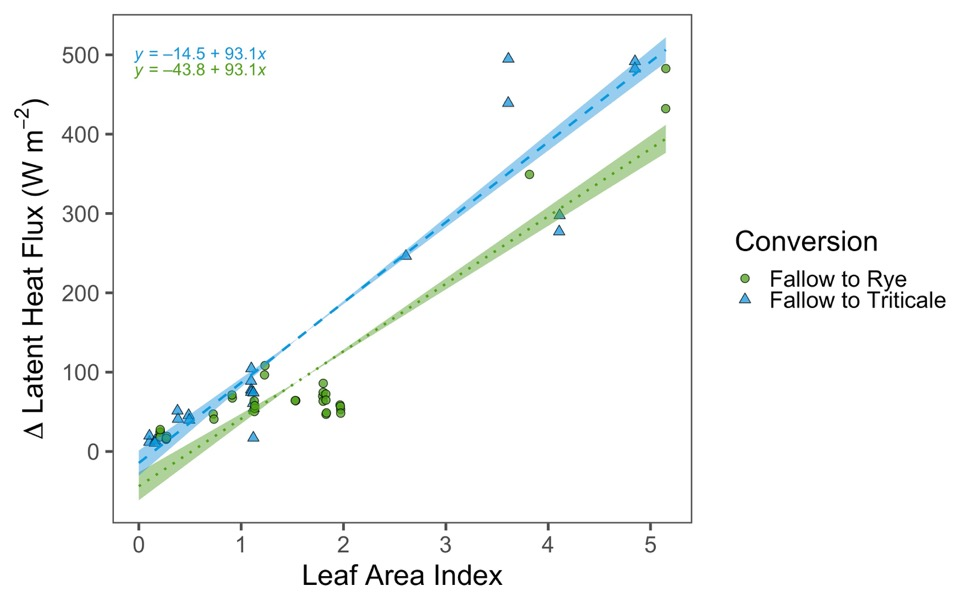 y = –14.5 + 93.1x
y = –43.8 + 93.1x
500
400
300
200
100
0
Δ Latent Heat Flux (W m⁻²)
0 1 2 3 4 5
Leaf Area Index
Conversion
Fallow to Rye
Fallow to Triticale